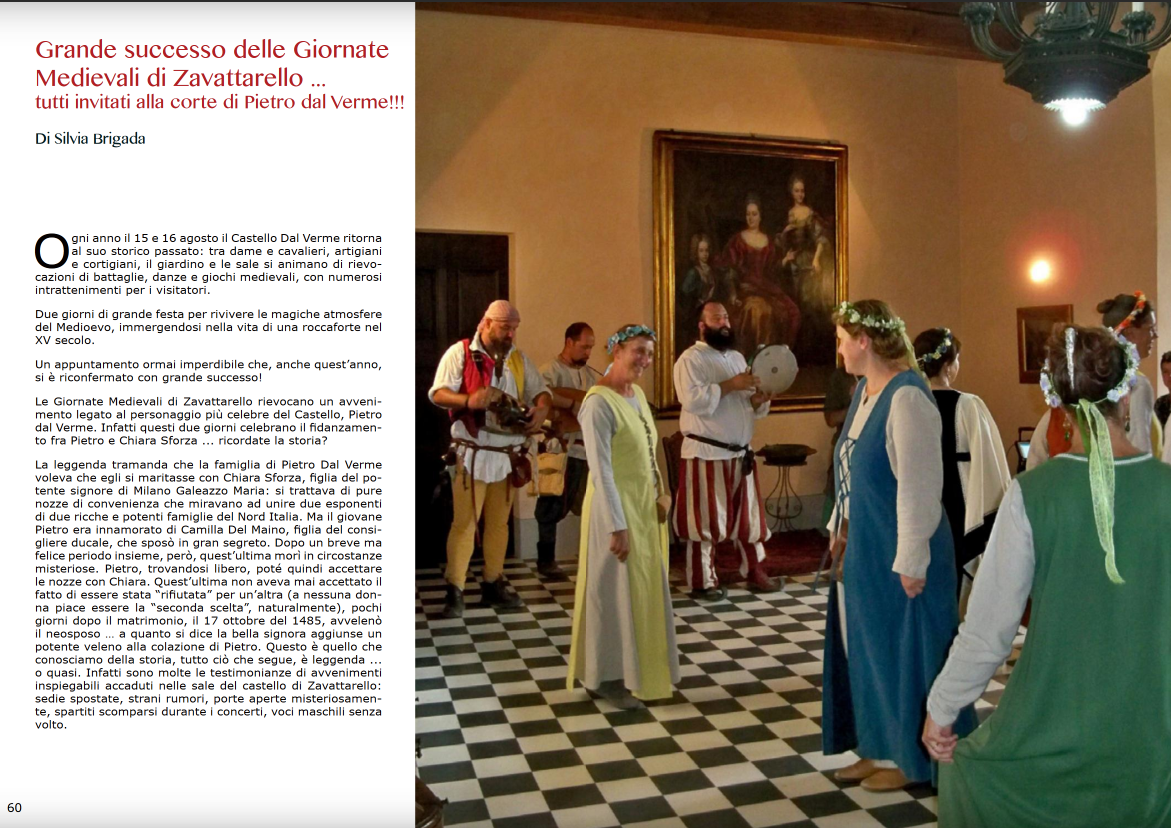 Grande successo delle Giornate
Medievali di Zavattarello ...
tutti invitati alla corte di Pietro dal Verme!!!
Di Silvia Brigada
Ogni anno il 15 e 16 agosto il Castello Dal Verme ritorna
al suo storico passato: tra dame e cavalieri, artigiani
e cortigiani, il giardino e le sale si animano di rievo-
cazioni di battaglie, danze e giochi medievali, con numerosi
intrattenimenti per i visitatori.
Due giorni di grande festa per rivivere le magiche atmosfere
del Medioevo, immergendosi nella vita di una roccaforte nel
XV secolo.
Un appuntamento ormai imperdibile che, anche quest'anno,
si è riconfermato con grande successo!
Le Giornate Medievali di Zavattarello rievocano un avveni-
mento legato al personaggio più celebre del Castello, Pietro
dal Verme. Infatti questi due giorni celebrano il fidanzamen-
to fra Pietro e Chiara Sforza ... ricordate la storia?
La leggenda tramanda che la famiglia di Pietro Dal Verme
voleva che egli si maritasse con Chiara Sforza, figlia del po-
tente signore di Milano Galeazzo Maria: si trattava di pure
nozze di convenienza che miravano ad unire due esponenti
di due ricche e potenti famiglie del Nord Italia. Ma il giovane
Pietro era innamorato di Camilla Del Maino, figlia del consi-
gliere ducale, che sposò in gran segreto. Dopo un breve ma
felice periodo insieme, però, quest'ultima morì in circostanze
misteriose. Pietro, trovandosi libero, poté quindi accettare
le nozze con Chiara. Quest'ultima non aveva mai accettato il
fatto di essere stata "rifiutata" per un'altra (a nessuna don-
na piace essere la "seconda scelta", naturalmente), pochi
giorni dopo il matrimonio, il 17 ottobre del 1485, avvelenò
il neosposo ... a quanto si dice la bella signora aggiunse un
potente veleno alla colazione di Pietro. Questo è quello che
conosciamo della storia, tutto ciò che segue, è leggenda ...
o quasi. Infatti sono molte le testimonianze di avvenimenti
inspiegabili accaduti nelle sale del castello di Zavattarello:
sedie spostate, strani rumori, porte aperte misteriosamen-
te, spartiti scomparsi durante i concerti, voci maschili senza
volto.
60